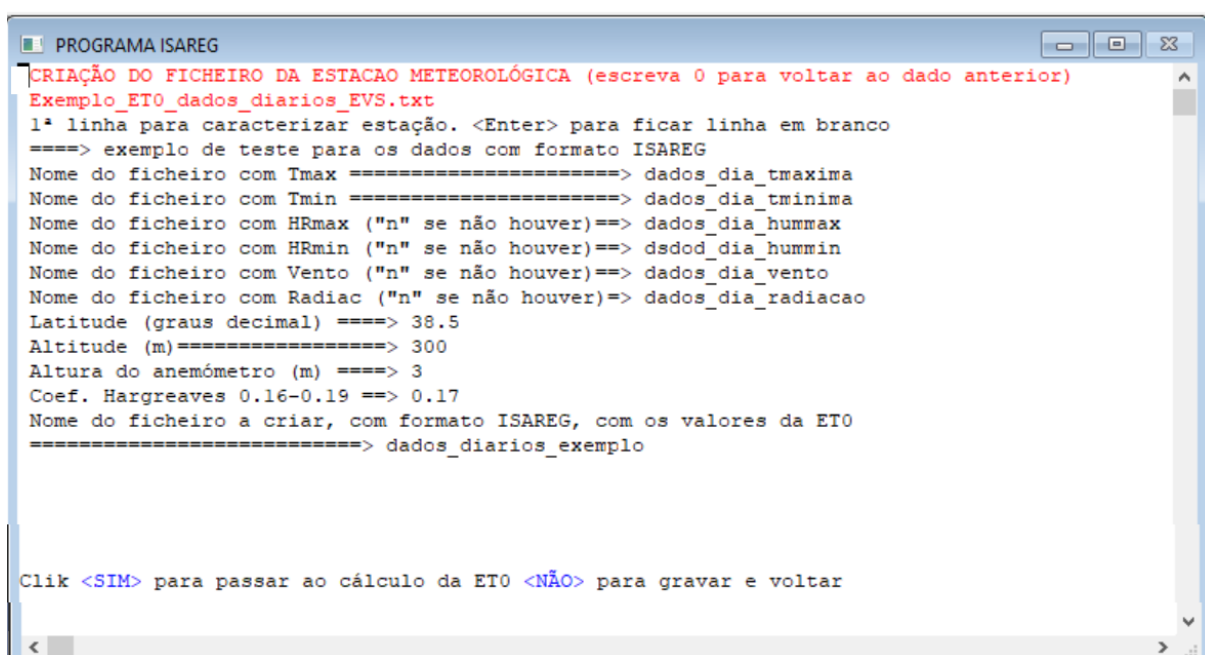 PROGRAMA ISAREG
CRIAÇÃO DO FICHEIRO DA ESTACAO METEOROLÓGICA (escreva 0 para voltar ao dado anterior)
Exemplo_ET0_dados_diarios_EVS.txt
1ª linha para caracterizar estação. <Enter> para ficar linha em branco
====> exemplo de teste para os dados com formato ISAREG
Nome do ficheiro com Tmax ======================> dados_dia_tmaxima
Nome do ficheiro com Tmin ======================> dados_dia_tminima
Nome do ficheiro com HRmax ("n" se não houver)==> dados_dia_hummax
Nome do ficheiro com HRmin ("n" se não houver)==> dsdod_dia_hummin
Nome do ficheiro com Vento ("n" se não houver)==> dados_dia_vento
Nome do ficheiro com Radiac ("n" se não houver)=> dados_dia_radiacao
Latitude (graus decimal) ====> 38.5
Altitude (m)=================> 300
Altura do anemómetro (m) ====> 3
Coef. Hargreaves 0.16-0.19 ==> 0.17
Nome do ficheiro a criar, com formato ISAREG, com os valores da ET0
===========================> dados_diarios_exemplo
Clik <SIM> para passar ao cálculo da ET0 <NÃO> para gravar e voltar